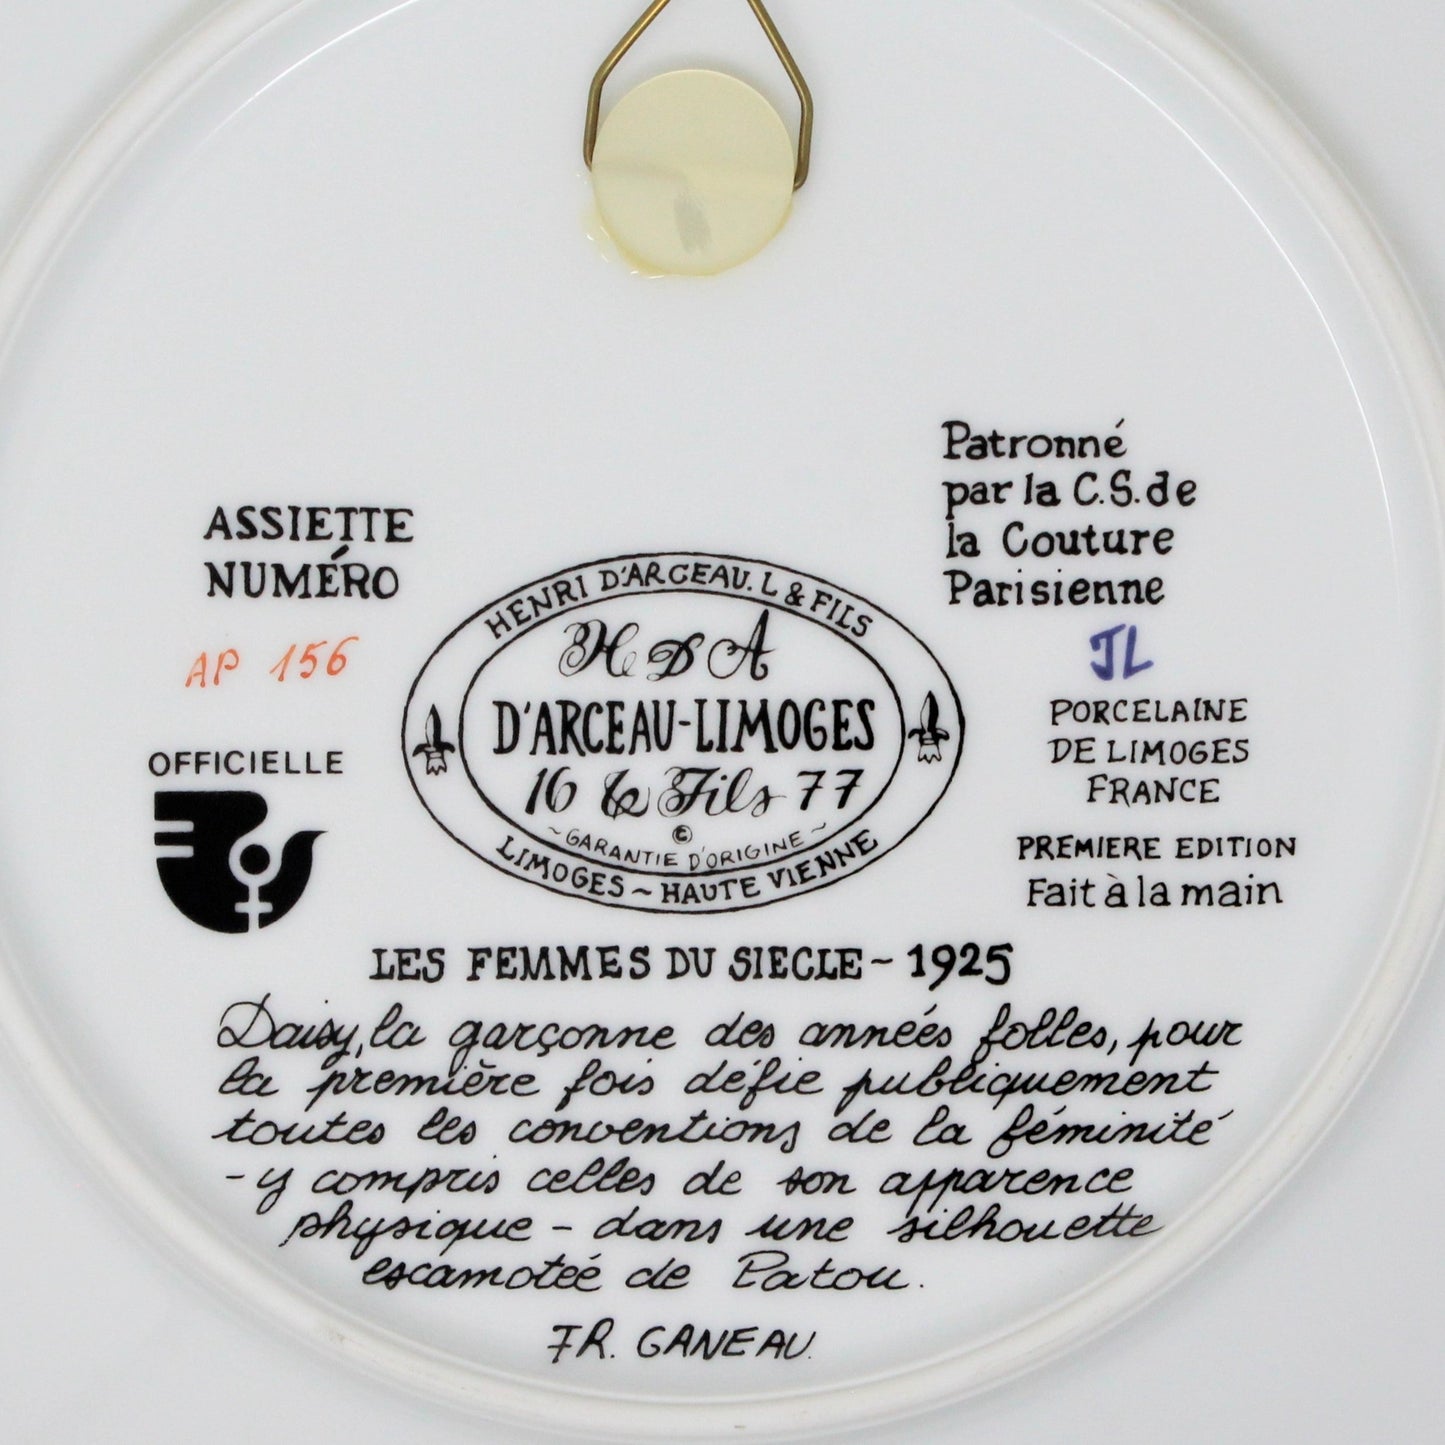 Patronné
par la C.S. de
la Couture
Parisienne
JL
ASSIETTE
NUMÉRO
AP 156
HENRI D'ARCEAU. L & FILS
H D A
D'ARCEAU-LIMOGES
16 & Fils 77
©
~GARANTIE D'ORIGINE~
LIMOGES ~ HAUTE VIENNE
PORCELAINE
DE LIMOGES
FRANCE
OFFICIELLE
PREMIERE EDITION
Fait à la main
LES FEMMES DU SIECLE ~ 1925
Daisy, la garçonne des années folles, pour
la première fois défie publiquement
toutes les conventions de la féminité
- y compris celles de son apparence
physique - dans une silhouette
escamotée de Patou.
FR. GANEAU.